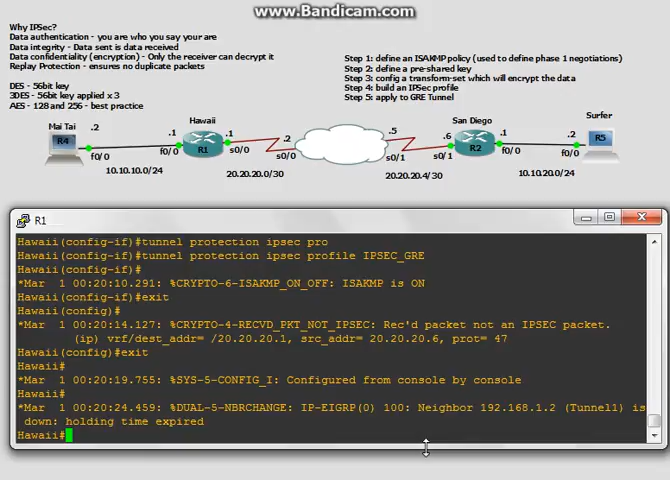 www.Bandicam.com
Why IPSec?
Data authentication - you are who you say your are
Data integrity - Data sent is data received
Data confidentiality (encryption) - Only the receiver can decrypt it
Replay Protection - ensures no duplicate packets
DES - 56bit key
3DES - 56bit key applied x 3
AES - 128 and 256 - best practice
Step 1: define an ISAKMP policy (used to define phase 1 negotiations)
Step 2: define a pre-shared key
Step 3: config a transform-set which will encrypt the data
Step 4: build an IPSec profile
Step 5: apply to GRE Tunnel
Mai Tai
R4
.2
f0/0
10.10.10.0/24
Hawaii
.1
f0/0
R1
.1
s0/0
20.20.20.0/30
.2
s0/0
.5
s0/1
20.20.20.4/30
San Diego
.6
s0/1
R2
.1
f0/0
10.10.20.0/24
Surfer
.2
f0/0
R5
R1
Hawaii(config-if)#tunnel protection ipsec pro
Hawaii(config-if)#tunnel protection ipsec profile IPSEC_GRE
Hawaii(config-if)#
*Mar  1 00:20:10.291: %CRYPTO-6-ISAKMP_ON_OFF: ISAKMP is ON
Hawaii(config-if)#exit
Hawaii(config)#
*Mar  1 00:20:14.127: %CRYPTO-4-RECVD_PKT_NOT_IPSEC: Rec'd packet not an IPSEC packet.
(ip) vrf/dest_addr= /20.20.20.1, src_addr= 20.20.20.6, prot= 47
Hawaii(config)#exit
Hawaii#
*Mar  1 00:20:19.755: %SYS-5-CONFIG_I: Configured from console by console
Hawaii#
*Mar  1 00:20:24.459: %DUAL-5-NBRCHANGE: IP-EIGRP(0) 100: Neighbor 192.168.1.2 (Tunnel1) is
down: holding time expired
Hawaii#